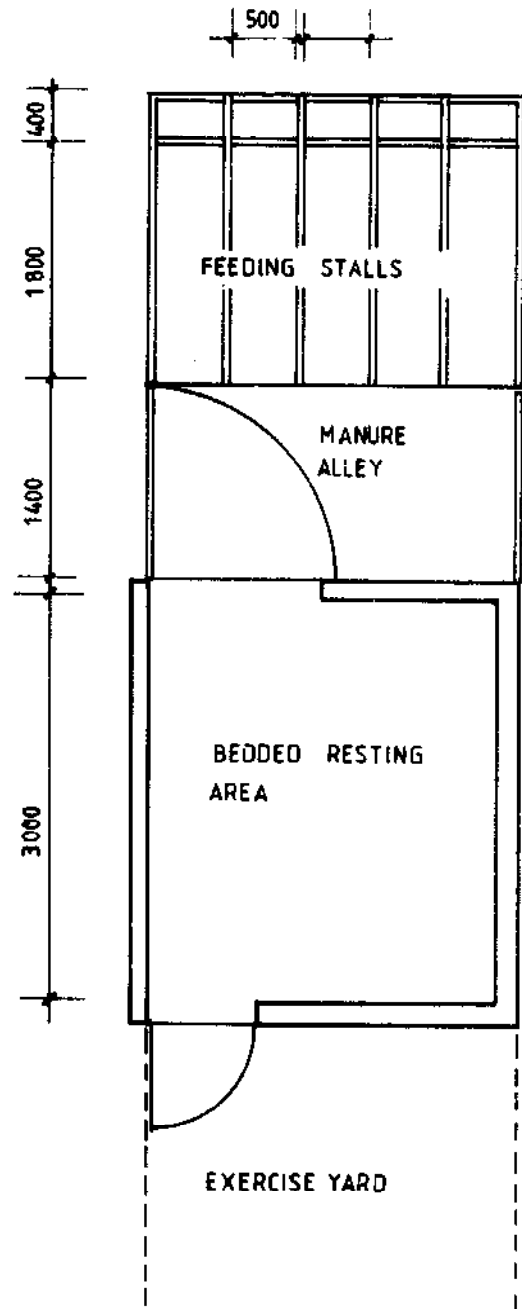 500
400
1800
FEEDING STALLS
MANURE
ALLEY
1400
BEDDED RESTING
AREA
3000
EXERCISE YARD